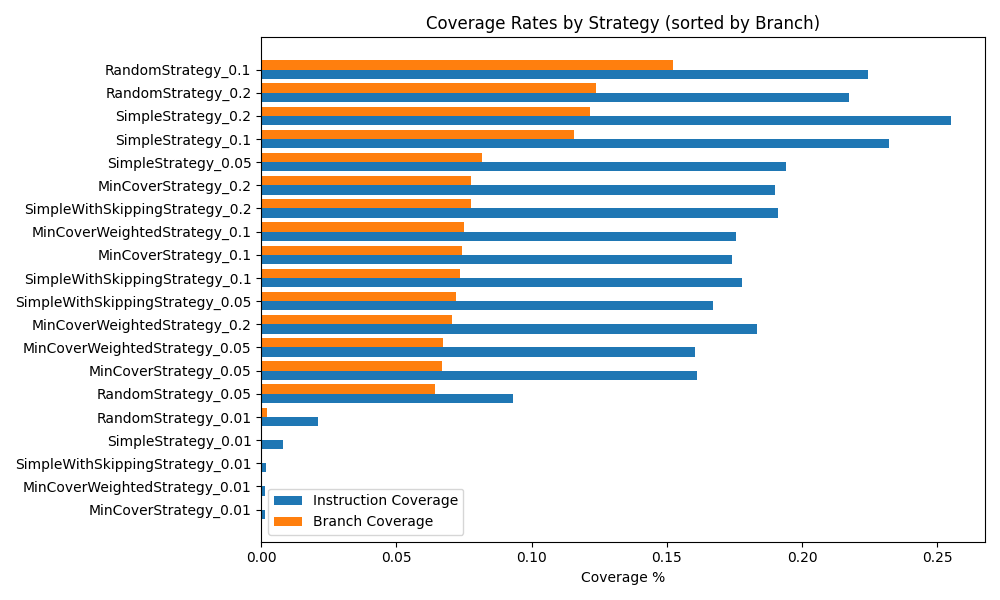 Coverage Rates by Strategy (sorted by Branch)
RandomStrategy_0.1
RandomStrategy_0.2
SimpleStrategy_0.2
SimpleStrategy_0.1
SimpleStrategy_0.05
MinCoverStrategy_0.2
SimpleWithSkippingStrategy_0.2
MinCoverWeightedStrategy_0.1
MinCoverStrategy_0.1
SimpleWithSkippingStrategy_0.1
SimpleWithSkippingStrategy_0.05
MinCoverWeightedStrategy_0.2
MinCoverWeightedStrategy_0.05
MinCoverStrategy_0.05
RandomStrategy_0.05
RandomStrategy_0.01
SimpleStrategy_0.01
SimpleWithSkippingStrategy_0.01
MinCoverWeightedStrategy_0.01
MinCoverStrategy_0.01
Instruction Coverage
Branch Coverage
0.00 0.05 0.10 0.15 0.20 0.25
Coverage %